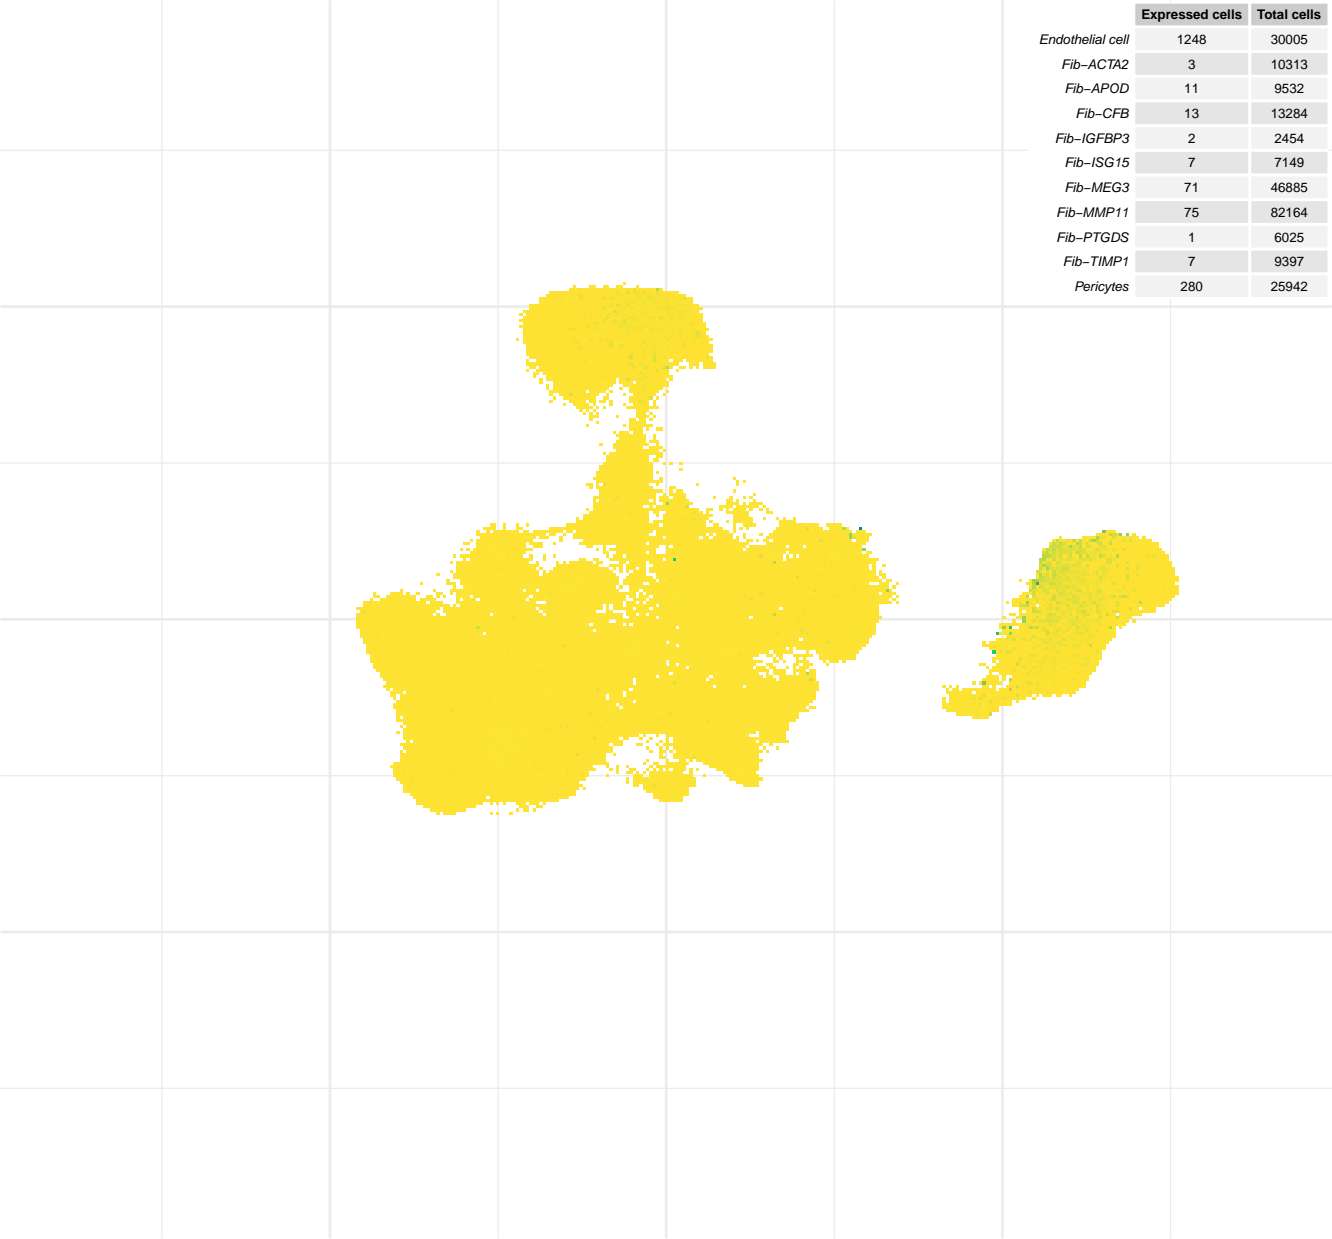 Expressed cells Total cells
Endothelial cell 1248 30005
Fib−ACTA2 3 10313
Fib−APOD 11 9532
Fib−CFB 13 13284
Fib−IGFBP3 2 2454
Fib−ISG15 7 7149
Fib−MEG3 71 46885
Fib−MMP11 75 82164
Fib−PTGDS 1 6025
Fib−TIMP1 7 9397
Pericytes 280 25942